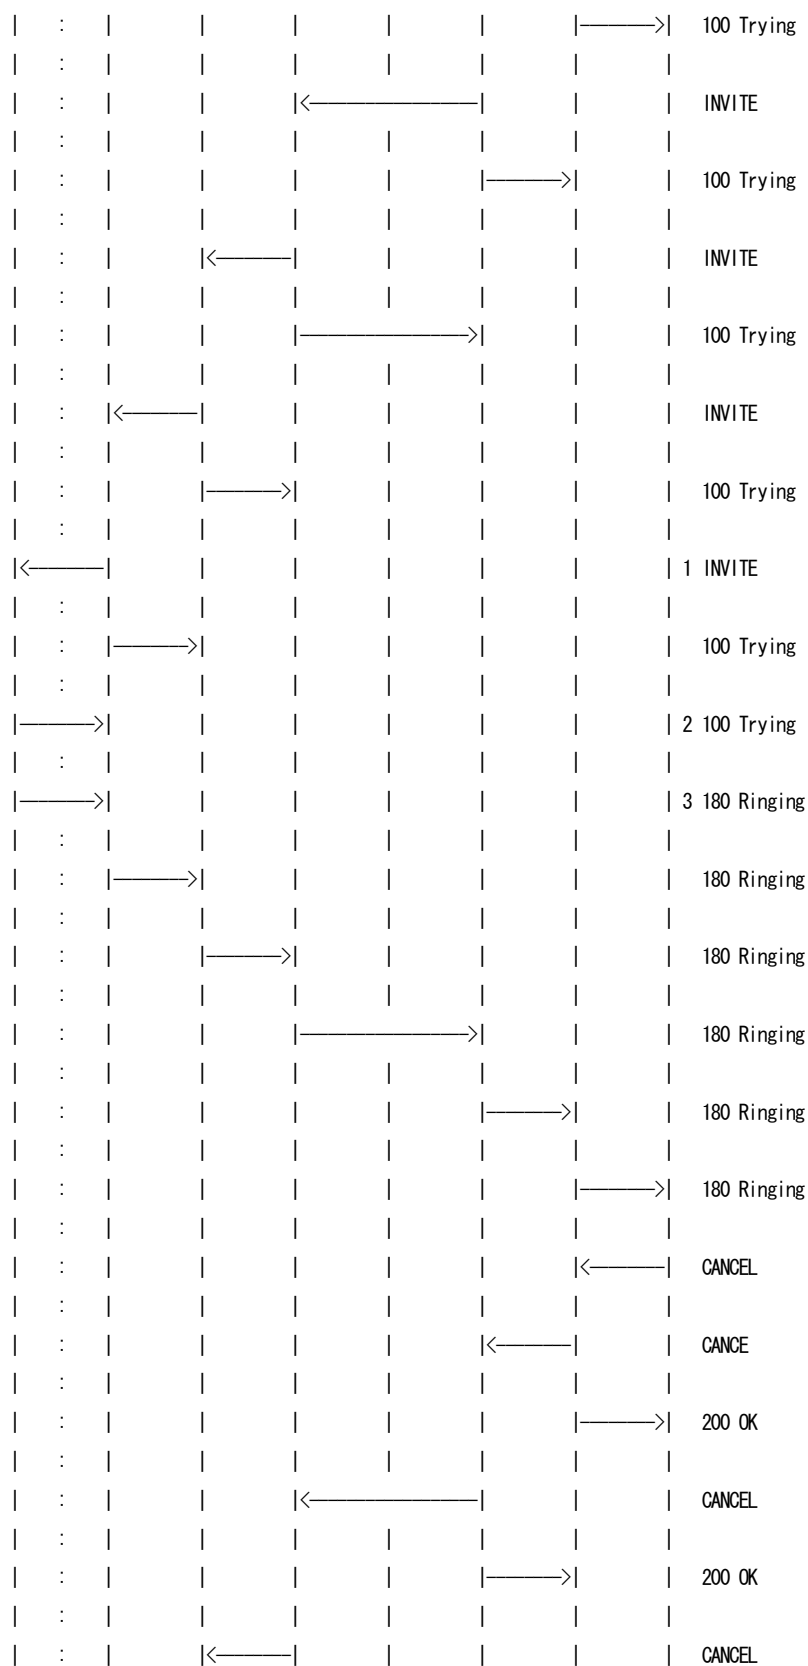 |    :    |         |         |         |         |         |-------->|   100 Trying
|    :    |         |         |         |         |         |         |
|    :    |         |         |<------------------|         |         |   INVITE
|    :    |         |         |         |         |         |         |
|    :    |         |         |         |         |-------->|         |   100 Trying
|    :    |         |         |         |         |         |         |
|    :    |         |<--------|         |         |         |         |   INVITE
|    :    |         |         |         |         |         |         |
|    :    |         |         |------------------>|         |         |   100 Trying
|    :    |         |         |         |         |         |         |
|    :    |<--------|         |         |         |         |         |   INVITE
|    :    |         |         |         |         |         |         |
|    :    |         |-------->|         |         |         |         |   100 Trying
|    :    |         |         |         |         |         |         |
|<--------|         |         |         |         |         |         | 1 INVITE
|    :    |         |         |         |         |         |         |
|    :    |-------->|         |         |         |         |         |   100 Trying
|    :    |         |         |         |         |         |         |
|-------->|         |         |         |         |         |         | 2 100 Trying
|    :    |         |         |         |         |         |         |
|-------->|         |         |         |         |         |         | 3 180 Ringing
|    :    |         |         |         |         |         |         |
|    :    |-------->|         |         |         |         |         |   180 Ringing
|    :    |         |         |         |         |         |         |
|    :    |         |-------->|         |         |         |         |   180 Ringing
|    :    |         |         |         |         |         |         |
|    :    |         |         |------------------>|         |         |   180 Ringing
|    :    |         |         |         |         |         |         |
|    :    |         |         |         |         |-------->|         |   180 Ringing
|    :    |         |         |         |         |         |         |
|    :    |         |         |         |         |         |-------->|   180 Ringing
|    :    |         |         |         |         |         |         |
|    :    |         |         |         |         |         |<--------|   CANCEL
|    :    |         |         |         |         |         |         |
|    :    |         |         |         |         |<--------|         |   CANCE
|    :    |         |         |         |         |         |         |
|    :    |         |         |         |         |         |-------->|   200 OK
|    :    |         |         |         |         |         |         |
|    :    |         |         |<------------------|         |         |   CANCEL
|    :    |         |         |         |         |         |         |
|    :    |         |         |         |         |-------->|         |   200 OK
|    :    |         |         |         |         |         |         |
|    :    |         |<--------|         |         |         |         |   CANCEL